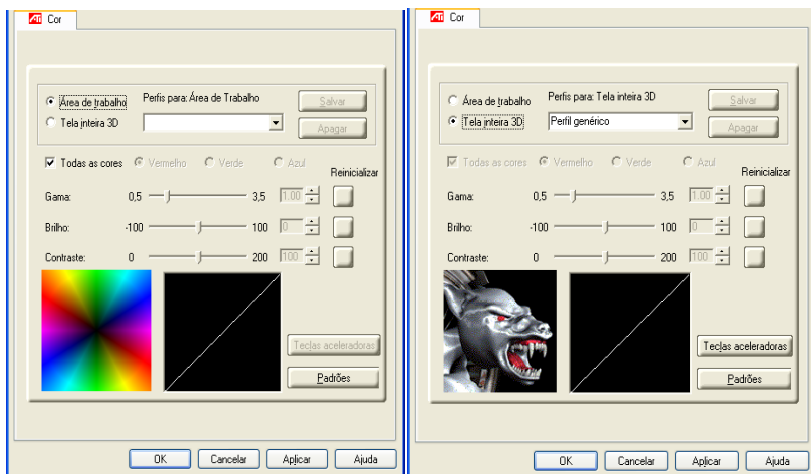 ATI Cor
Área de trabalho
Perfis para: Área de Trabalho
Salvar
Tela inteira 3D
Apagar
Todas as cores
Vermelho
Verde
Azul
Reinicializar
Gama: 0,5 3,5 1.00
Brilho: -100 100 0
Contraste: 0 200 100
Teclas aceleradoras
Padrões
OK
Cancelar
Aplicar
Ajuda
ATI Cor
Área de trabalho
Perfis para: Tela inteira 3D
Salvar
Tela inteira 3D
Perfil genérico
Apagar
Todas as cores
Vermelho
Verde
Azul
Reinicializar
Gama: 0,5 3,5 1.00
Brilho: -100 100 0
Contraste: 0 200 100
Teclas aceleradoras
Padrões
OK
Cancelar
Aplicar
Ajuda